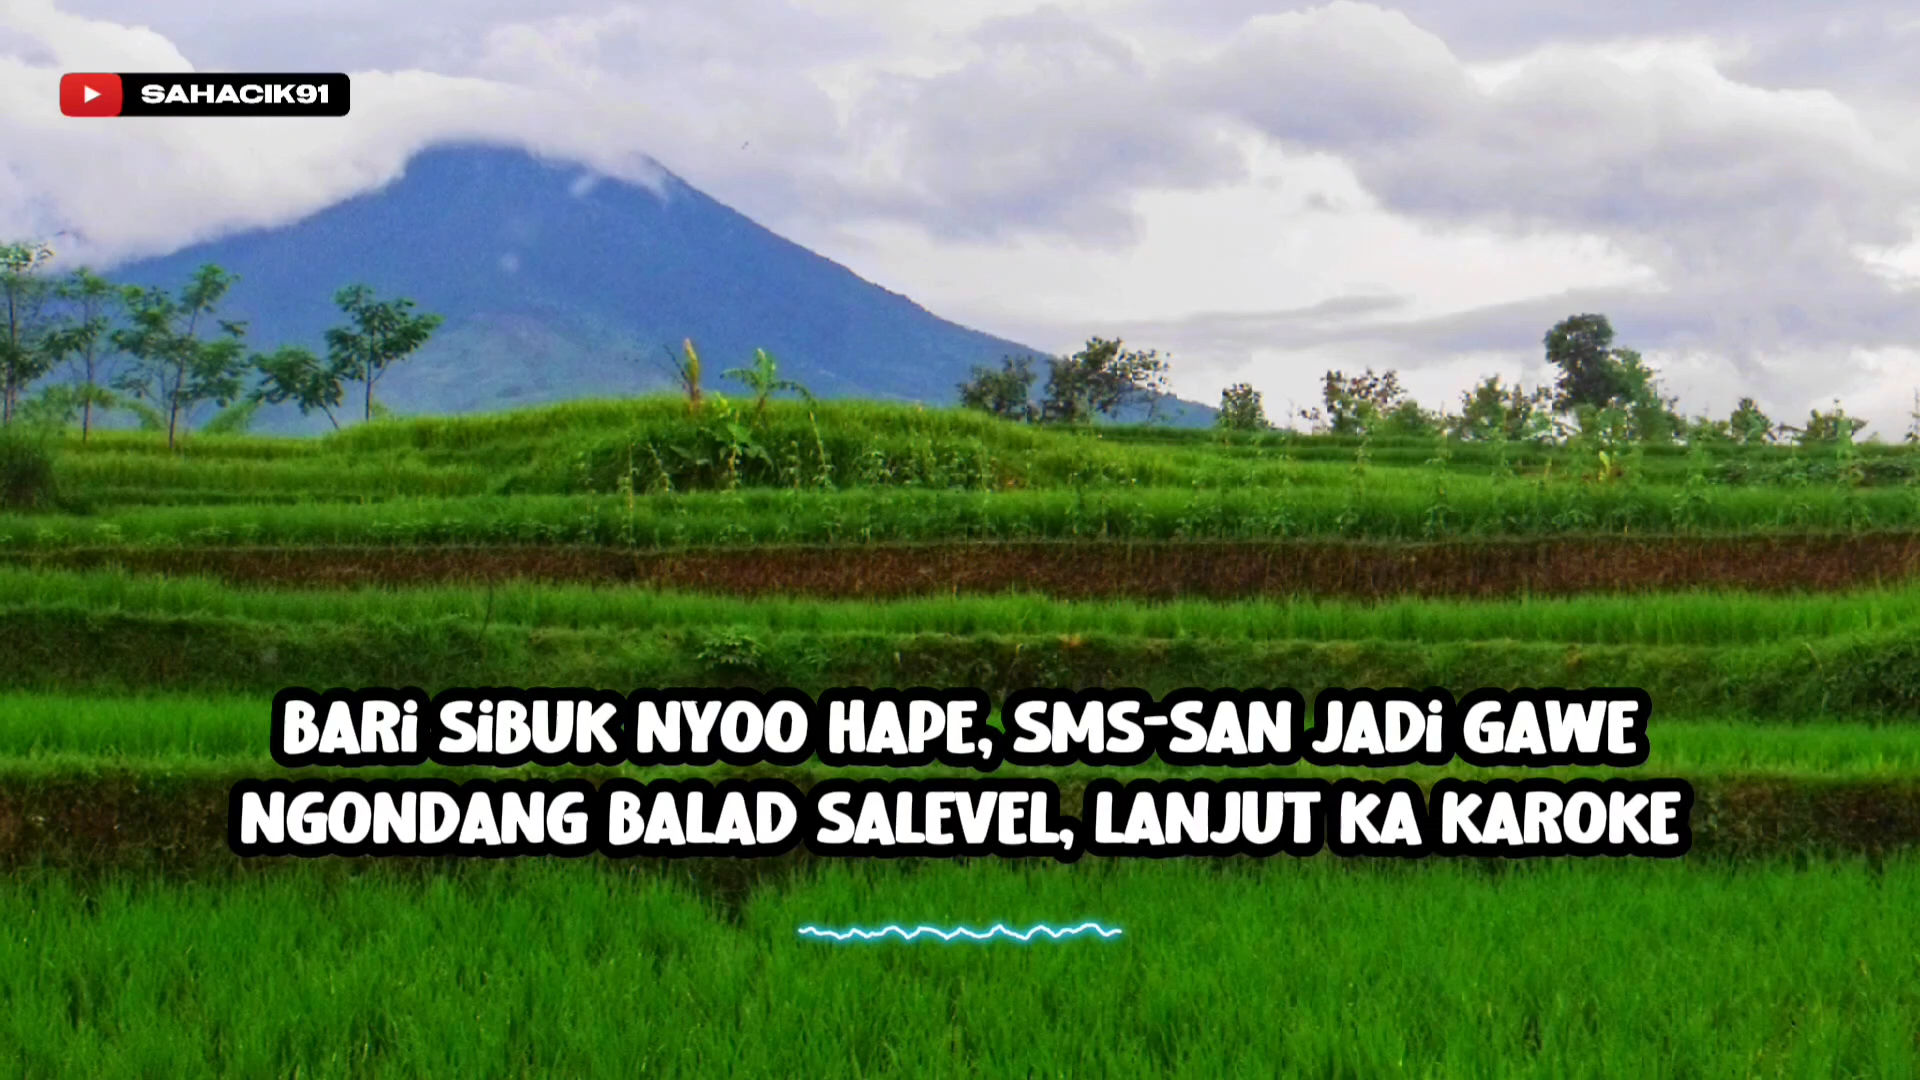 SAHACIK91
BARI SIBUK NYOO HAPE, SMS-SAN JADI GAWE
NGONDANG BALAD SALEVEL, LANJUT KA KAROKE